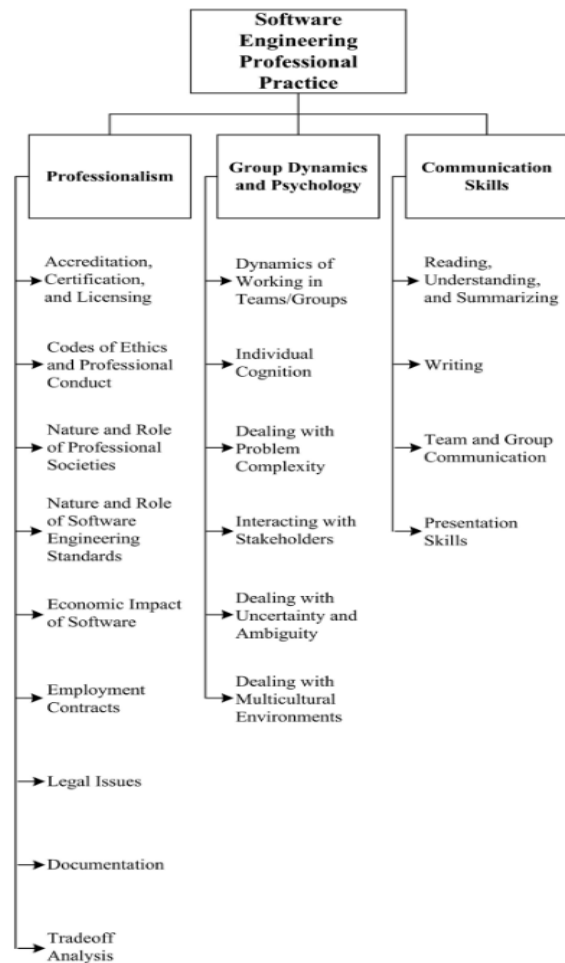 Software
Engineering
Professional
Practice
Professionalism
Accreditation,
Certification,
and Licensing
Codes of Ethics
and Professional
Conduct
Nature and Role
of Professional
Societies
Nature and Role
of Software
Engineering
Standards
Economic Impact
of Software
Employment
Contracts
Legal Issues
Documentation
Tradeoff
Analysis
Group Dynamics
and Psychology
Dynamics of
Working in
Teams/Groups
Individual
Cognition
Dealing with
Problem
Complexity
Interacting with
Stakeholders
Dealing with
Uncertainty and
Ambiguity
Dealing with
Multicultural
Environments
Communication
Skills
Reading,
Understanding,
and Summarizing
Writing
Team and Group
Communication
Presentation
Skills